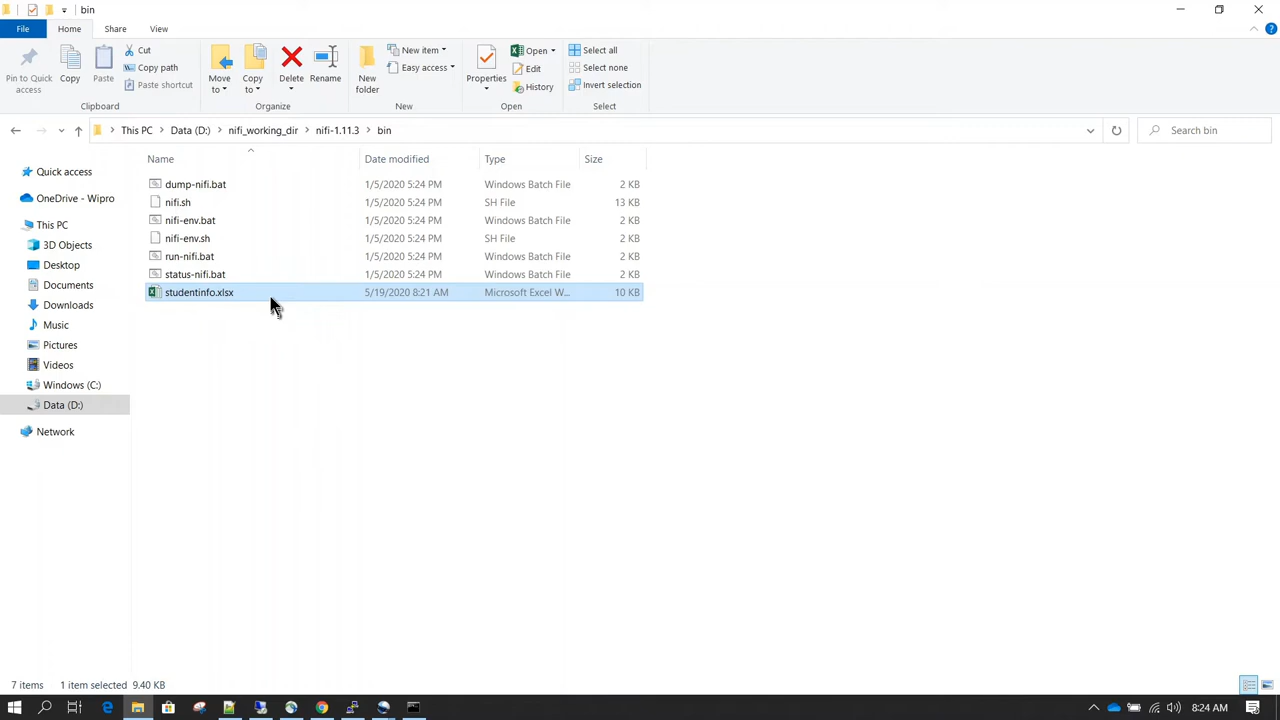 bin
File
Home
Share
View
Pin to Quick access
Copy
Paste
Cut
Copy path
Paste shortcut
Clipboard
Move to
Copy to
Delete
Rename
Organize
New folder
New item
Easy access
New
Properties
Open
Edit
History
Open
Select all
Select none
Invert selection
Select
This PC
Data (D:)
nifi_working_dir
nifi-1.11.3
bin
Search bin
Name Date modified Type Size
dump-nifi.bat 1/5/2020 5:24 PM Windows Batch File 2 KB
nifi.sh 1/5/2020 5:24 PM SH File 13 KB
nifi-env.bat 1/5/2020 5:24 PM Windows Batch File 2 KB
nifi-env.sh 1/5/2020 5:24 PM SH File 2 KB
run-nifi.bat 1/5/2020 5:24 PM Windows Batch File 2 KB
status-nifi.bat 1/5/2020 5:24 PM Windows Batch File 2 KB
studentinfo.xlsx 5/19/2020 8:21 AM Microsoft Excel W... 10 KB
Quick access
OneDrive - Wipro
This PC
3D Objects
Desktop
Documents
Downloads
Music
Pictures
Videos
Windows (C:)
Data (D:)
Network
7 items 1 item selected 9.40 KB
8:24 AM